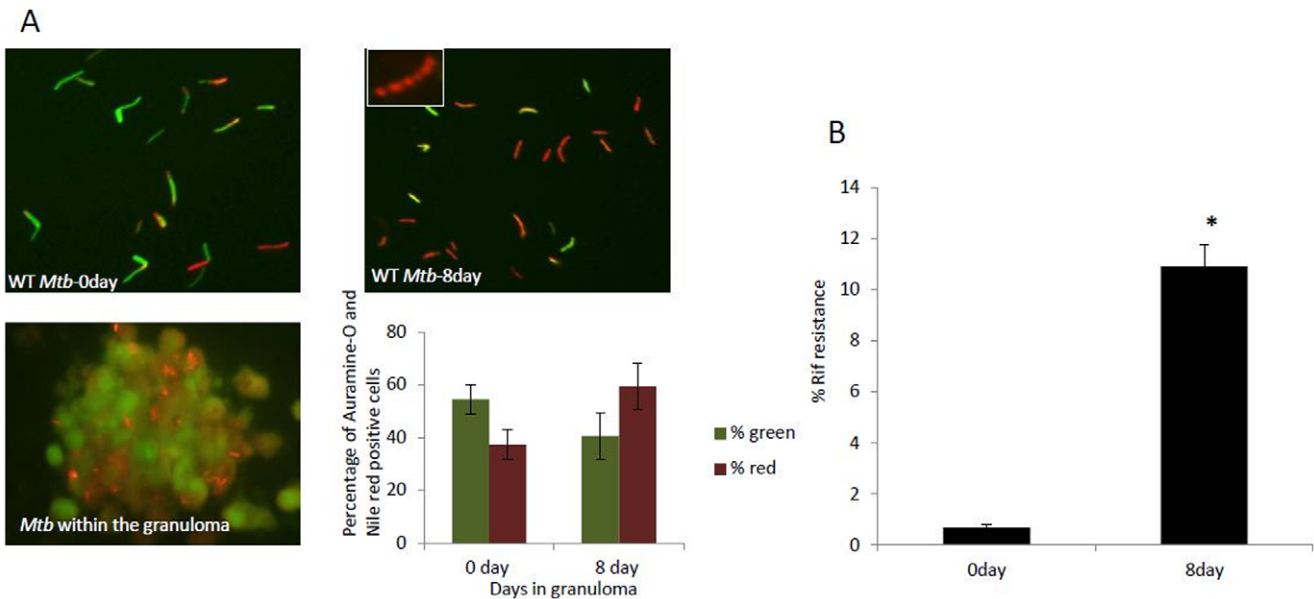 A
WT Mtb-0day
WT Mtb-8day
Mtb within the granuloma
Percentage of Auramine-O and
Nile red positive cells
80
60
40
20
0
0 day
8 day
Days in granuloma
% green
% red
B
% Rif resistance
14
12
10
8
6
4
2
0
*
0day
8day